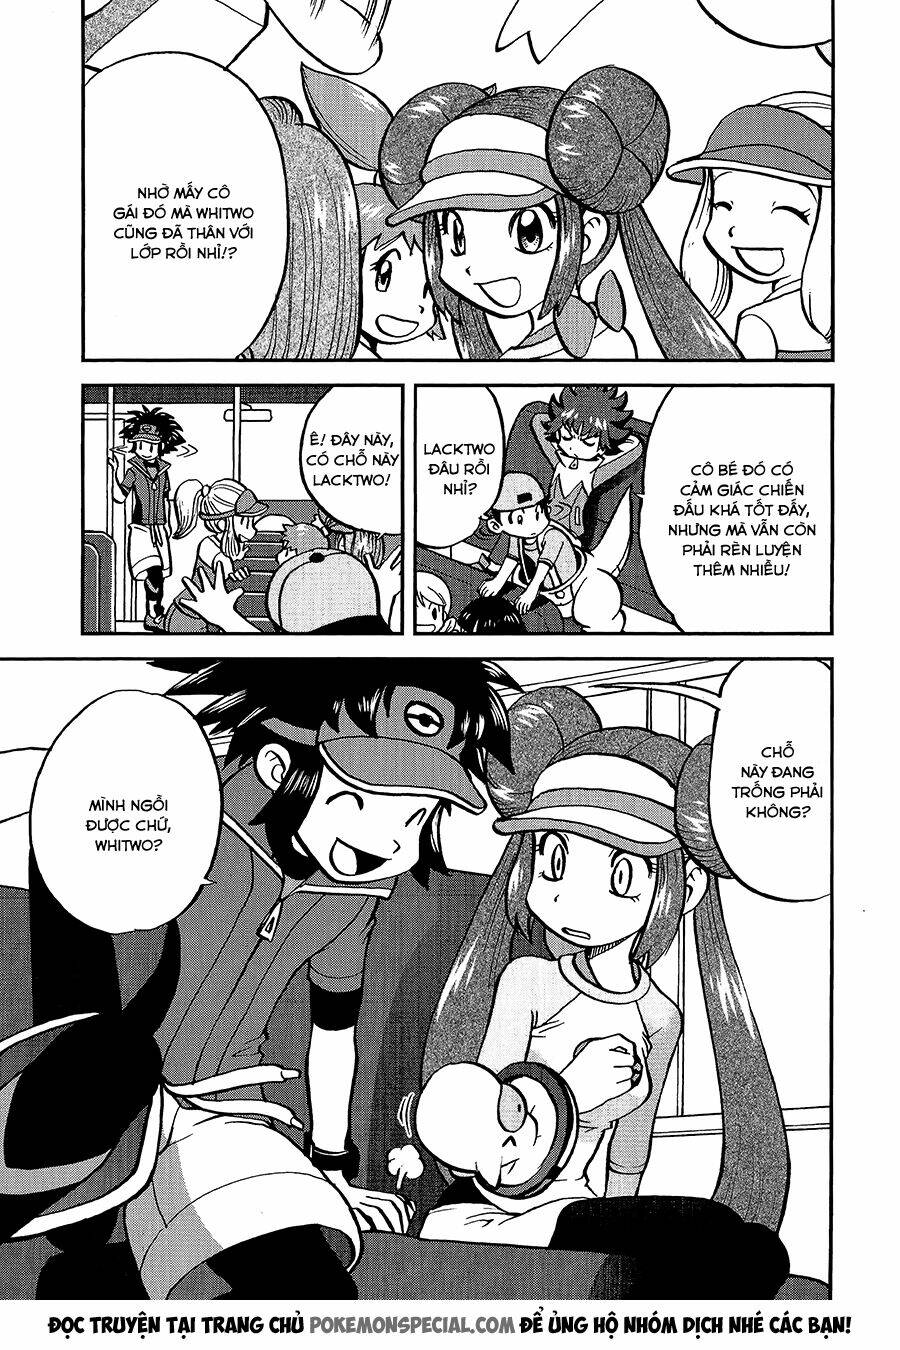 NHỜ MẤY CÔ
GÁI ĐÓ MÀ WHITWO
CŨNG ĐÃ THÂN VỚI
LỚP RỒI NHỈ!?
CÔ BÉ ĐÓ CÓ
CẢM GIÁC CHIẾN
ĐẤU KHÁ TỐT ĐẤY,
NHƯNG MÀ VẪN CÒN
PHẢI RÈN LUYỆN
THÊM NHIỀU!
LACKTWO
ĐÂU RỒI
NHỈ?
Ê! ĐÂY NÀY,
CÓ CHỖ NÀY
LACKTWO!
CHỖ
NÀY ĐANG
TRỐNG PHẢI
KHÔNG?
MÌNH NGỒI
ĐƯỢC CHỨ,
WHITWO?
ĐỌC TRUYỆN TẠI TRANG CHỦ POKEMONSPECIAL.COM ĐỂ ỦNG HỘ NHÓM DỊCH NHÉ CÁC BẠN!